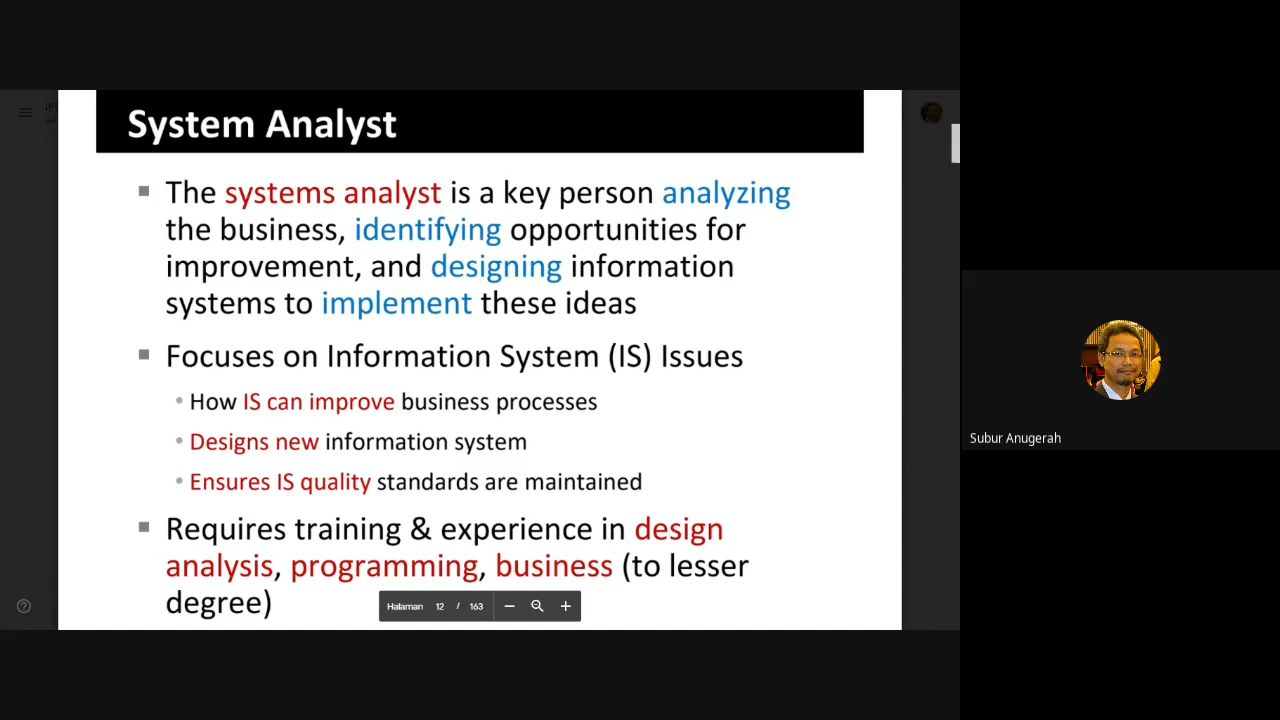 System Analyst
The systems analyst is a key person analyzing
the business, identifying opportunities for
improvement, and designing information
systems to implement these ideas
Focuses on Information System (IS) Issues
How IS can improve business processes
Designs new information system
Ensures IS quality standards are maintained
Requires training & experience in design
analysis, programming, business (to lesser
degree)
Halaman 12 / 163
Subur Anugerah